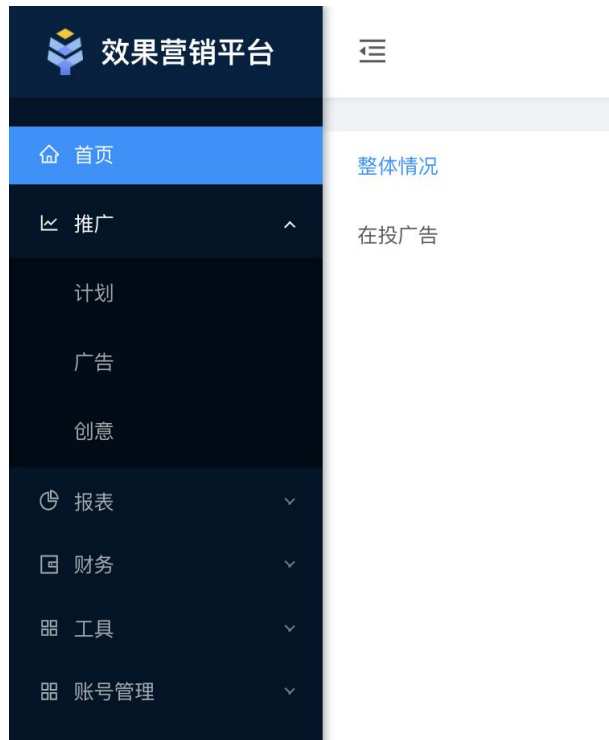 效果营销平台
首页
推广
计划
广告
创意
报表
财务
工具
账号管理
整体情况
在投广告